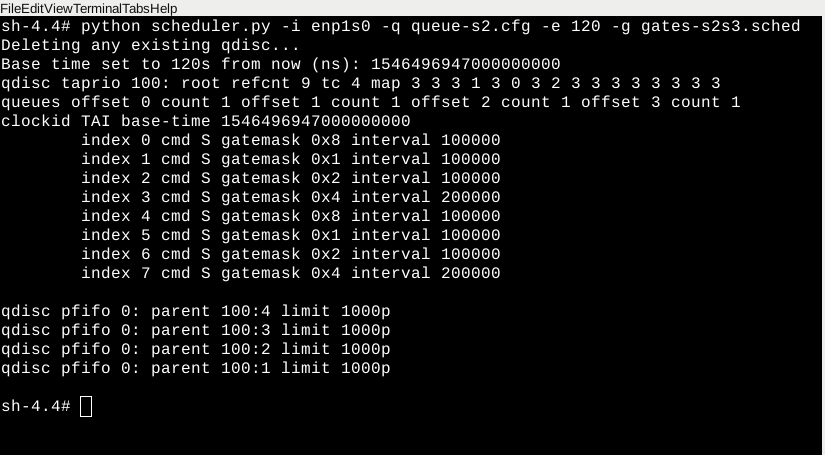 FileEditViewTerminalTabsHelp
sh-4.4# python scheduler.py -i enp1s0 -q queue-s2.cfg -e 120 -g gates-s2s3.sched
Deleting any existing qdisc...
Base time set to 120s from now (ns): 1546496947000000000
qdisc taprio 100: root refcnt 9 tc 4 map 3 3 3 1 3 0 3 2 3 3 3 3 3 3 3 3
queues offset 0 count 1 offset 1 count 1 offset 2 count 1 offset 3 count 1
clockid TAI base-time 1546496947000000000
index 0 cmd S gatemask 0x8 interval 100000
index 1 cmd S gatemask 0x1 interval 100000
index 2 cmd S gatemask 0x2 interval 100000
index 3 cmd S gatemask 0x4 interval 200000
index 4 cmd S gatemask 0x8 interval 100000
index 5 cmd S gatemask 0x1 interval 100000
index 6 cmd S gatemask 0x2 interval 100000
index 7 cmd S gatemask 0x4 interval 200000
qdisc pfifo 0: parent 100:4 limit 1000p
qdisc pfifo 0: parent 100:3 limit 1000p
qdisc pfifo 0: parent 100:2 limit 1000p
qdisc pfifo 0: parent 100:1 limit 1000p
sh-4.4#